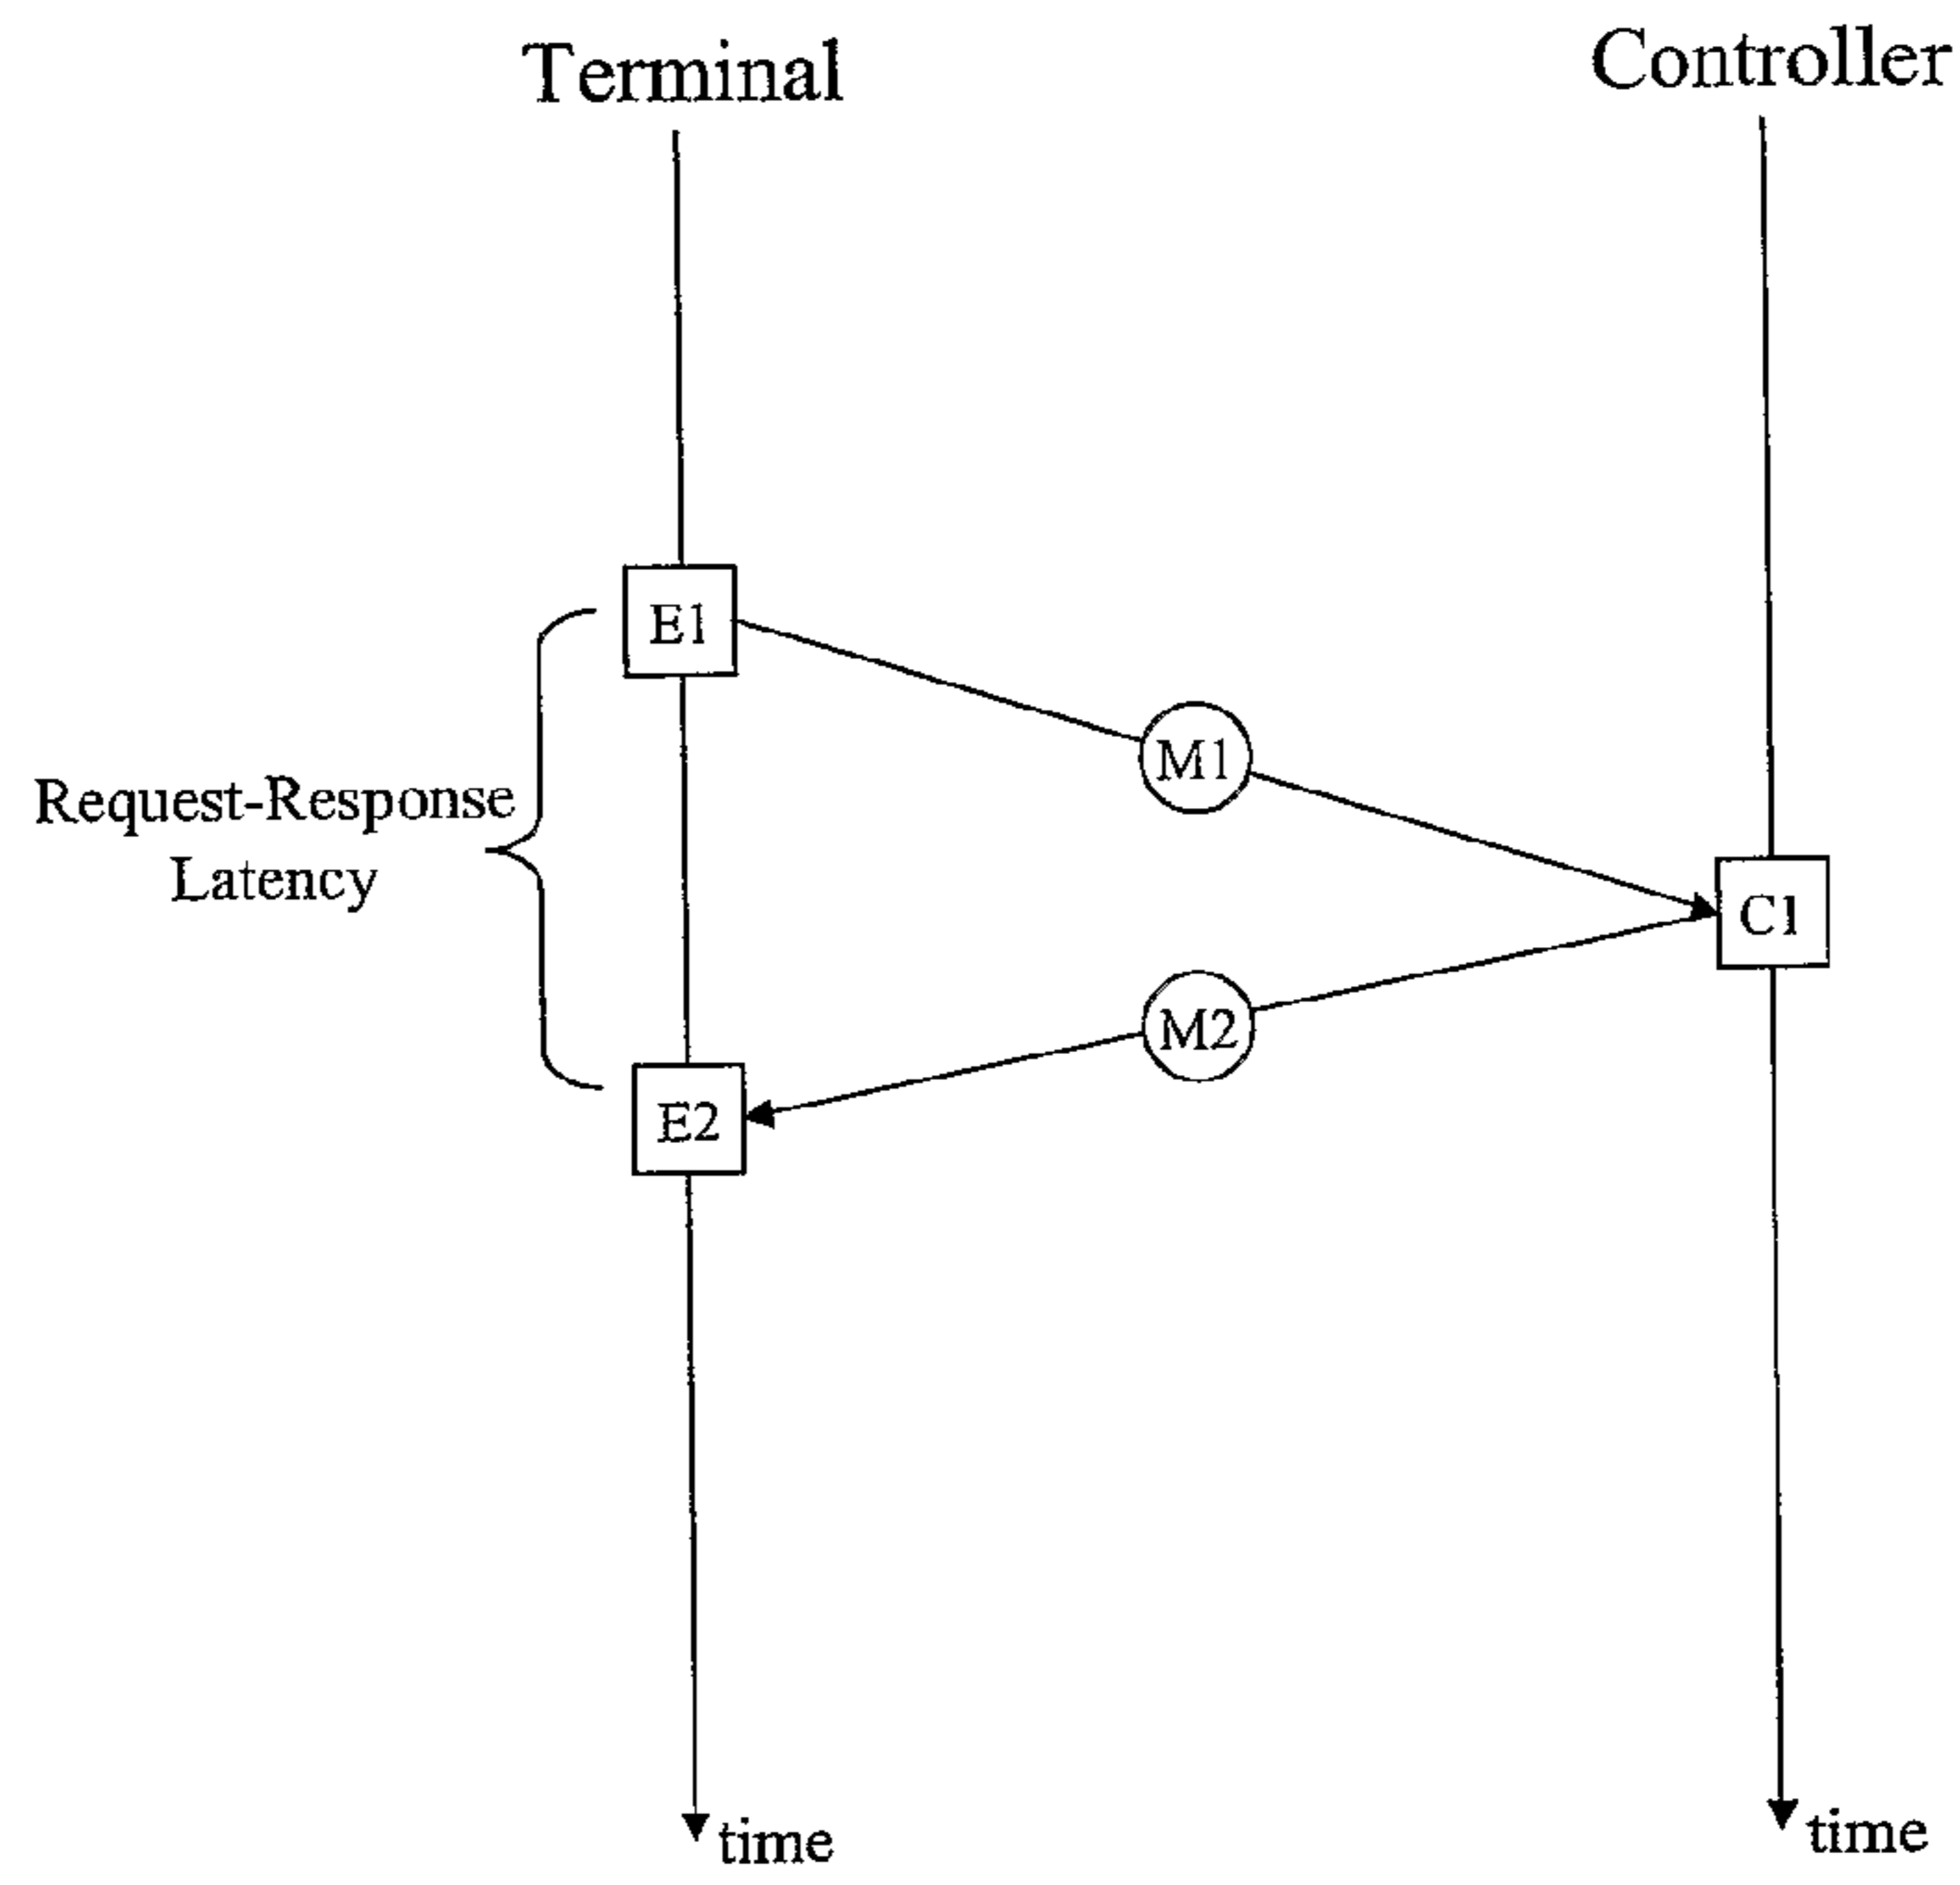 Terminal
Controller
E1
M1
Request-Response
Latency
C1
M2
E2
time
time